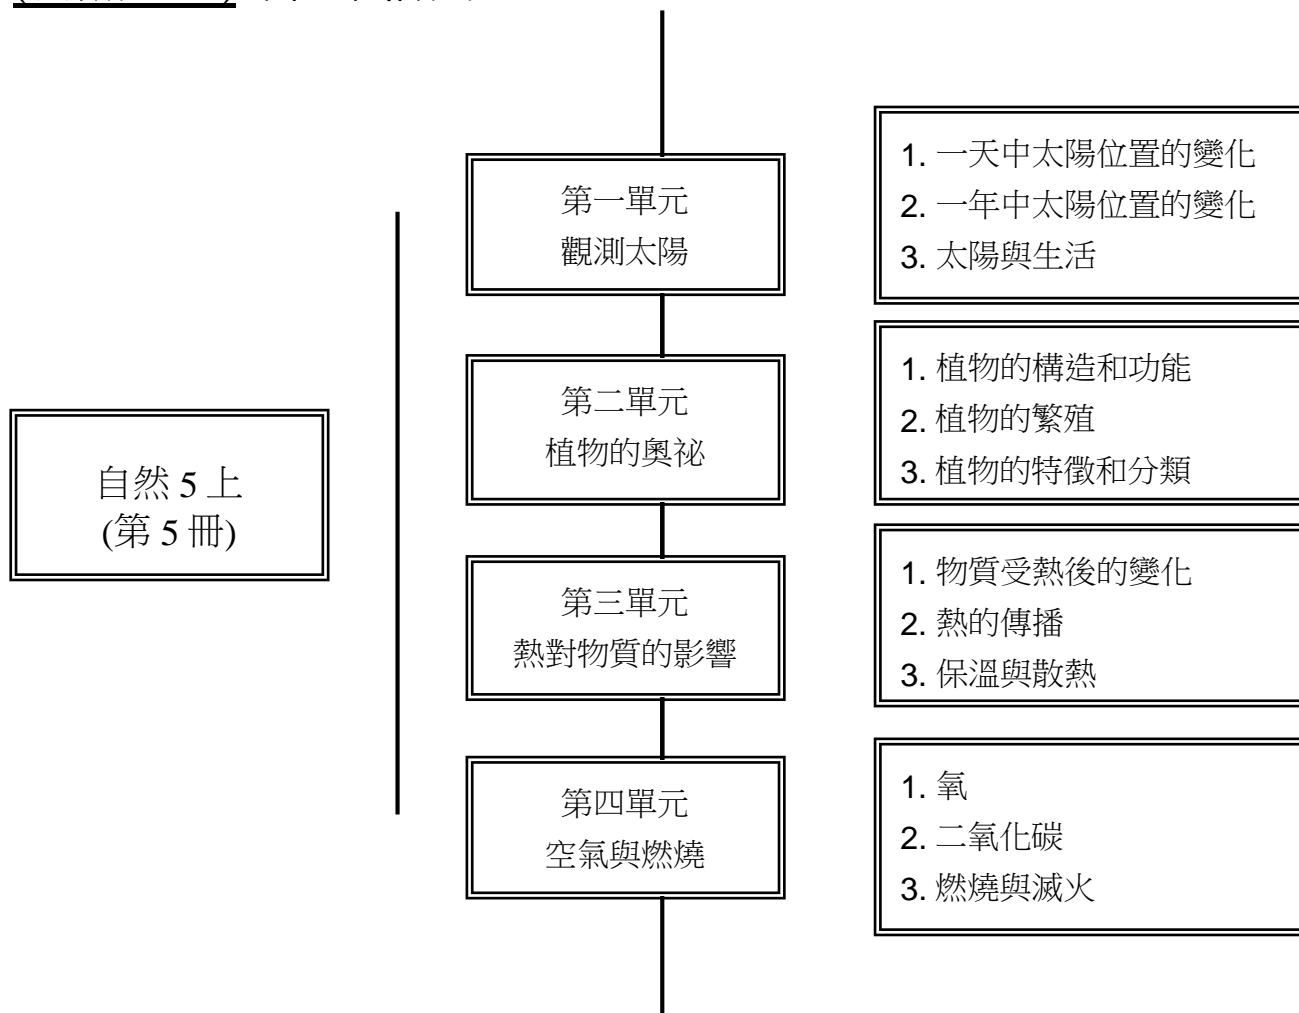 自然 5 上
(第 5 冊)
第一單元
觀測太陽
1. 一天中太陽位置的變化
2. 一年中太陽位置的變化
3. 太陽與生活
第二單元
植物的奧祕
1. 植物的構造和功能
2. 植物的繁殖
3. 植物的特徵和分類
第三單元
熱對物質的影響
1. 物質受熱後的變化
2. 熱的傳播
3. 保溫與散熱
第四單元
空氣與燃燒
1. 氧
2. 二氧化碳
3. 燃燒與滅火